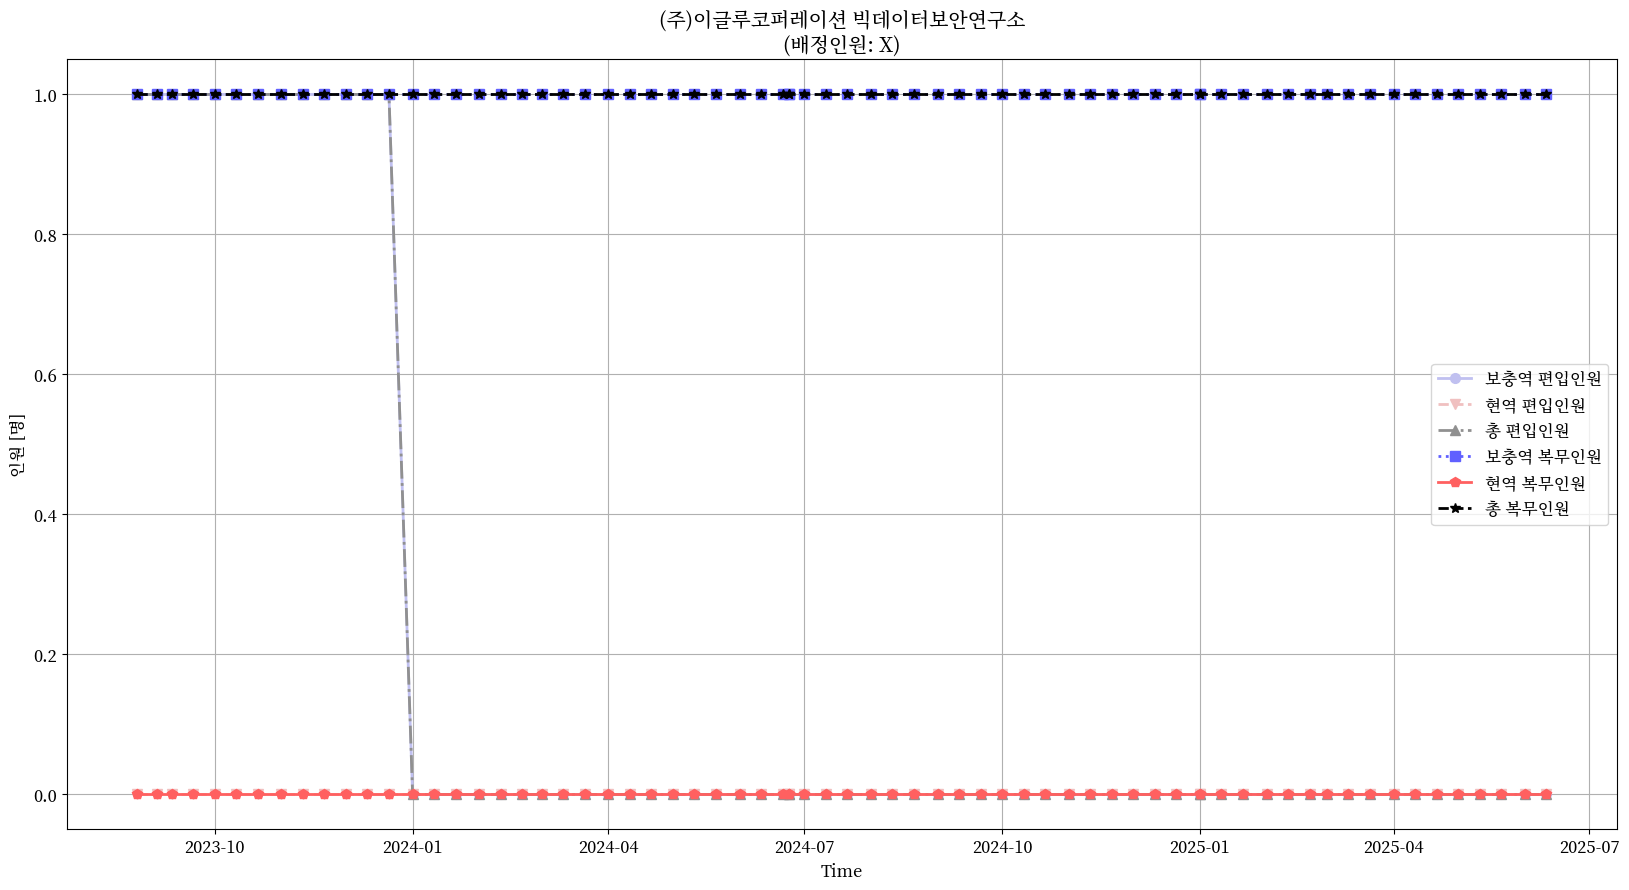 (주)이글루코퍼레이션 빅데이터보안연구소
(배정인원: X)
1.0
0.8
0.6
0.4
0.2
0.0
인원 [명]
보충역 편입인원
현역 편입인원
총 편입인원
보충역 복무인원
현역 복무인원
총 복무인원
2023-10
2024-01
2024-04
2024-07
2024-10
2025-01
2025-04
2025-07
Time